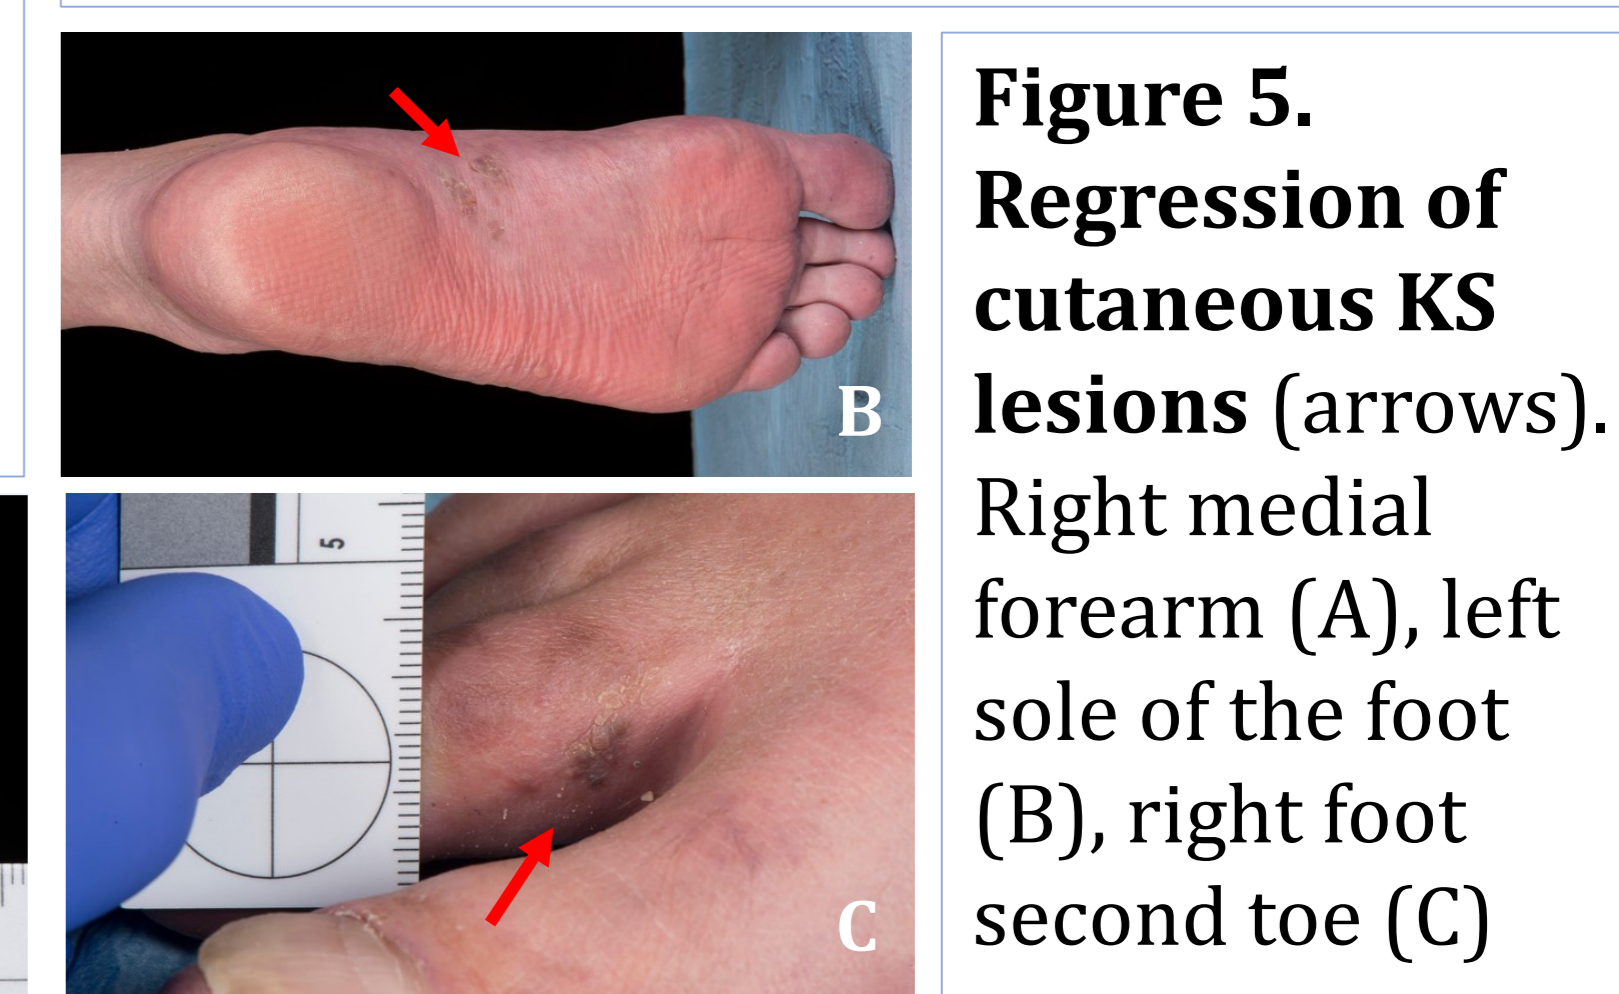 B
5
C
Figure 5.
Regression of
cutaneous KS
lesions (arrows).
Right medial
forearm (A), left
sole of the foot
(B), right foot
second toe (C)